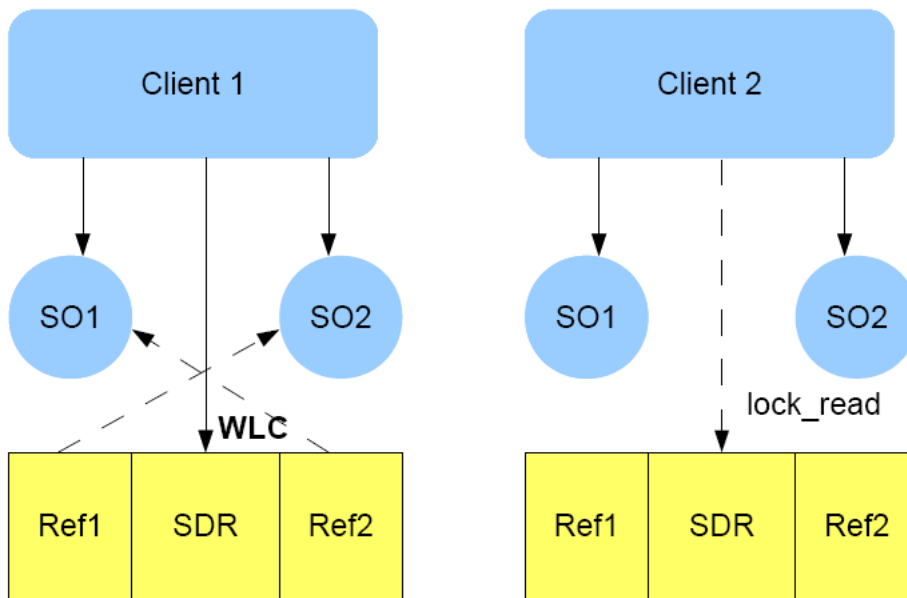 Client 1
Client 2
SO1
SO2
SO1
SO2
lock_read
WLC
Ref1
SDR
Ref2
Ref1
SDR
Ref2